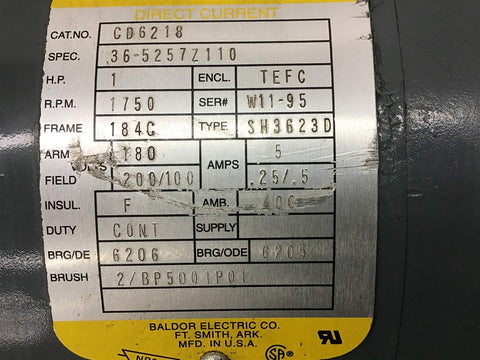 DIRECT CURRENT
CAT.NO. CD6218
SPEC. 36-5257Z110
H.P. 1 ENCL. TEFC
R.P.M. 1750 SER# W11-95
FRAME 184C TYPE SH3623D
ARM 180 VOLTS AMPS 5
FIELD 200/100 .25/.5
INSUL. F AMB. 40C
DUTY CONT SUPPLY
BRG/DE 6206 BRG/ODE
BRUSH 2/BP5001P01
BALDOR ELECTRIC CO.
FT. SMITH, ARK.
MFD. IN U.S.A.